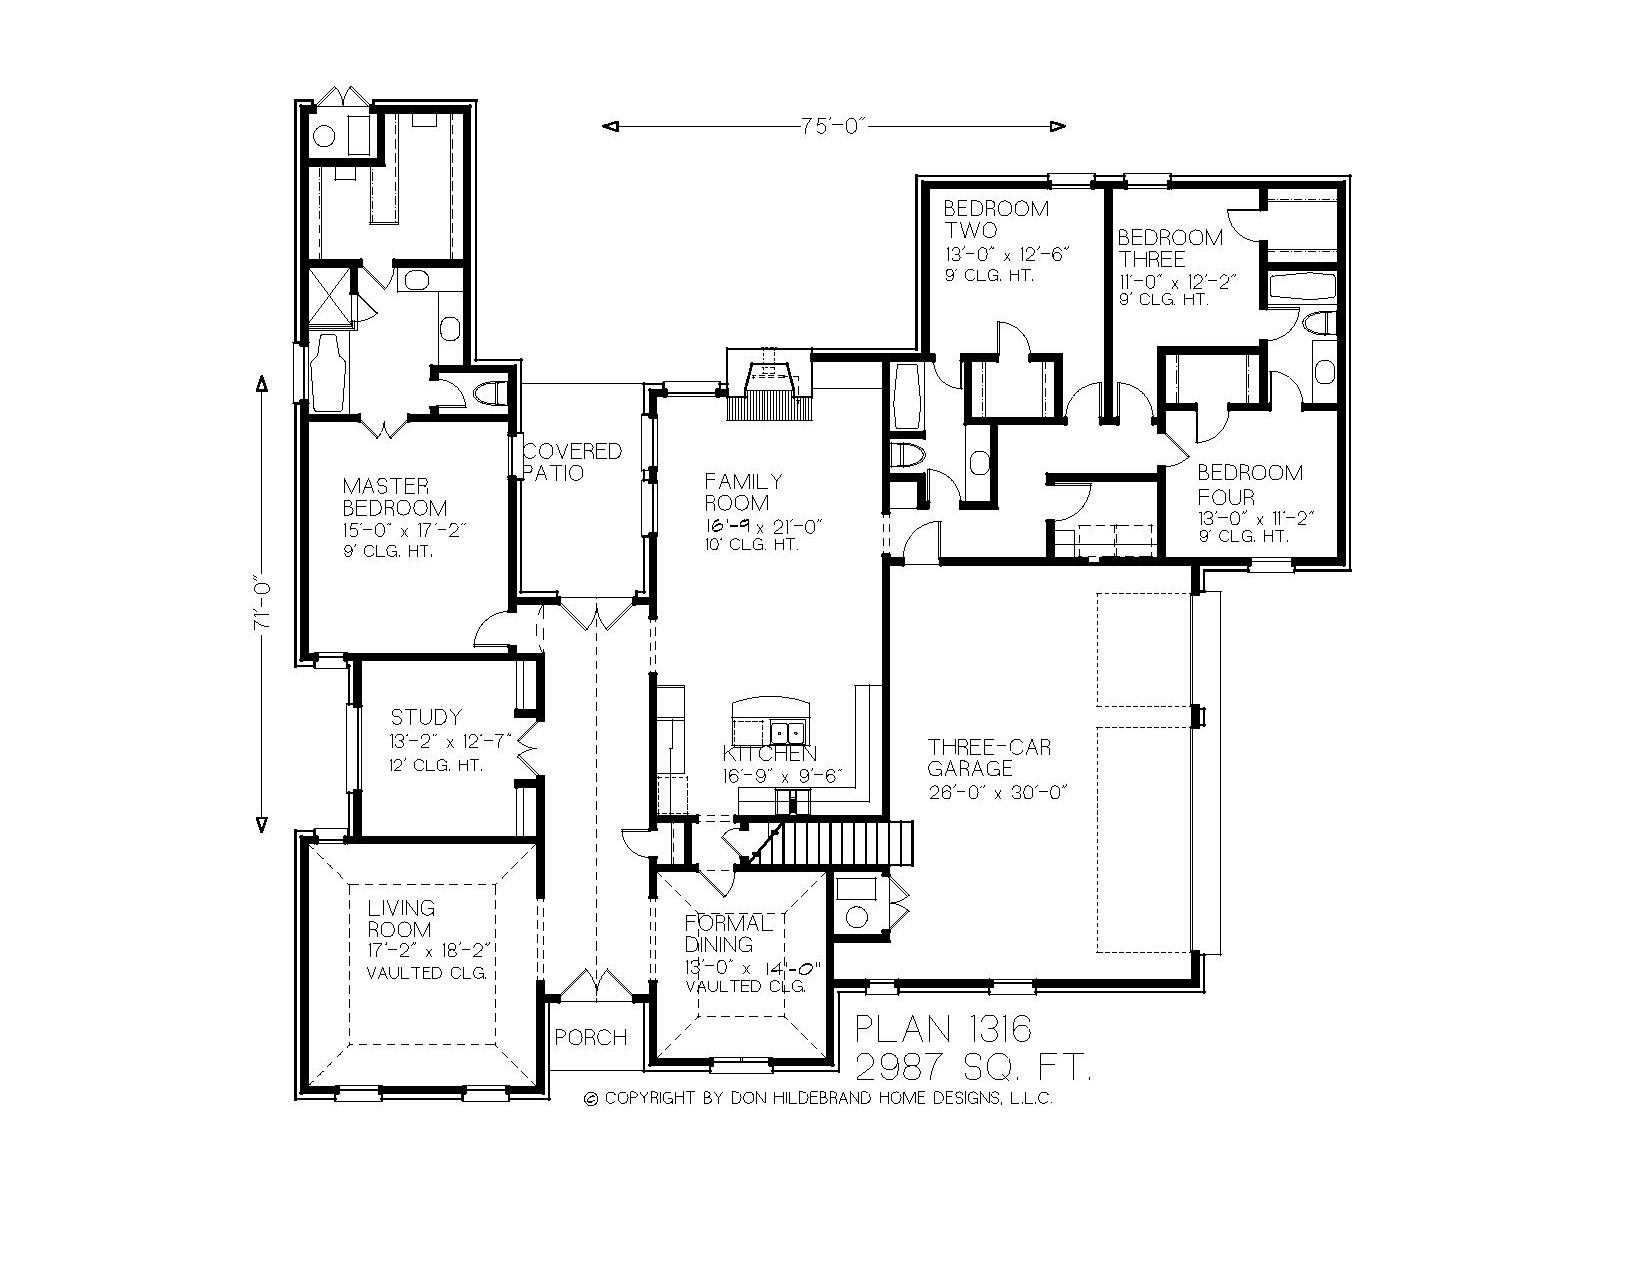 75'-0"
BEDROOM
TWO
13'-0" x 12'-6"
9' CLG. HT.
BEDROOM
THREE
11'-0" x 12'-2"
9' CLG. HT.
COVERED
PATIO
MASTER
BEDROOM
15'-0" x 17'-2"
9' CLG. HT.
FAMILY
ROOM
16'-9 x 21'-0"
10' CLG. HT.
BEDROOM
FOUR
13'-0" x 11'-2"
9' CLG. HT.
71'-0"
STUDY
13'-2" x 12'-7"
12' CLG. HT.
KITCHEN
16'-9" x 9'-6"
THREE-CAR
GARAGE
26'-0" x 30'-0"
LIVING
ROOM
17'-2" x 18'-2"
VAULTED CLG.
FORMAL
DINING
13'-0" x 14'-0"
VAULTED CLG.
PORCH
PLAN 1316
2987 SQ. FT.
© COPYRIGHT BY DON HILDEBRAND HOME DESIGNS, L.L.C.